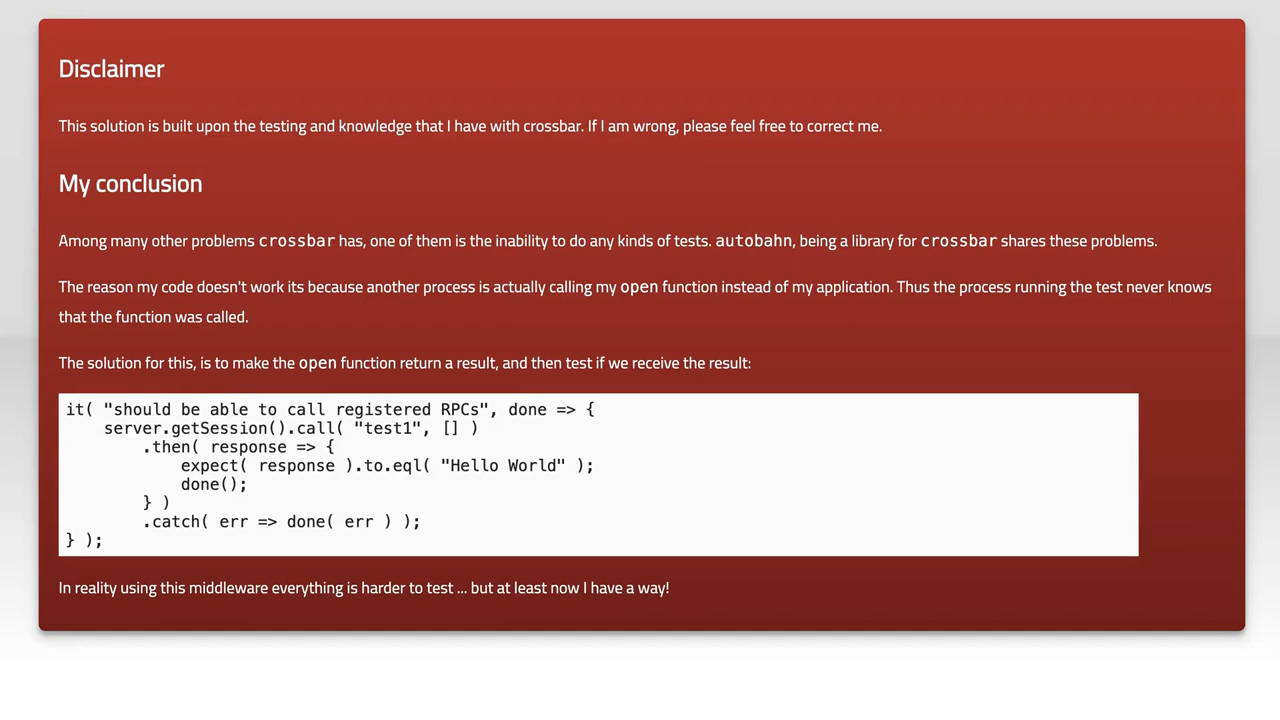 Disclaimer
This solution is built upon the testing and knowledge that I have with crossbar. If I am wrong, please feel free to correct me.
My conclusion
Among many other problems crossbar has, one of them is the inability to do any kinds of tests. autobahn, being a library for crossbar shares these problems.
The reason my code doesn't work its because another process is actually calling my open function instead of my application. Thus the process running the test never knows
that the function was called.
The solution for this, is to make the open function return a result, and then test if we receive the result:
it( "should be able to call registered RPCs", done => {
    server.getSession().call( "test1", [] )
        .then( response => {
            expect( response ).to.eql( "Hello World" );
            done();
        } )
        .catch( err => done( err ) );
} );
In reality using this middleware everything is harder to test ... but at least now I have a way!